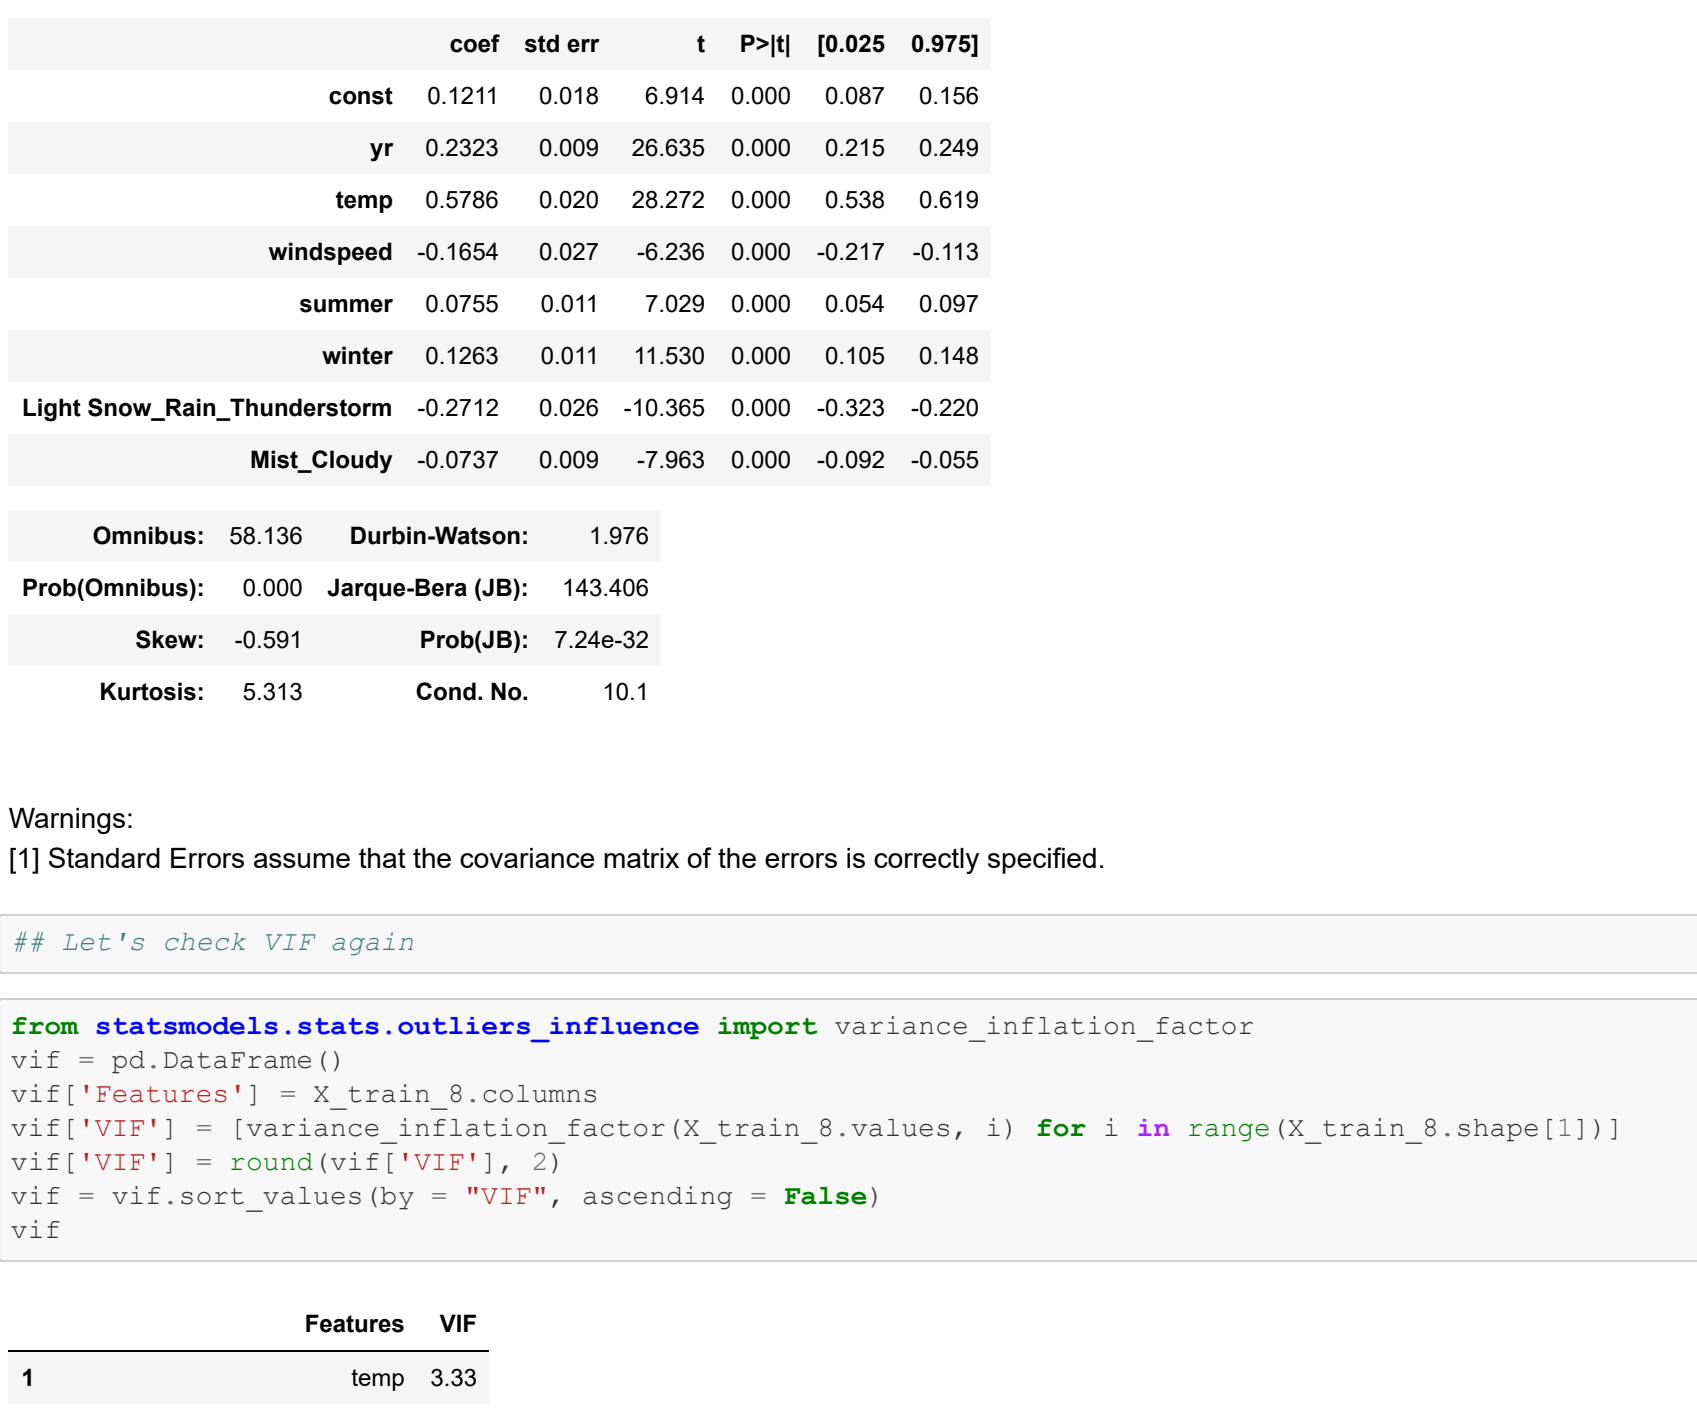 coef std err t P>|t| [0.025 0.975]
const 0.1211 0.018 6.914 0.000 0.087 0.156
yr 0.2323 0.009 26.635 0.000 0.215 0.249
temp 0.5786 0.020 28.272 0.000 0.538 0.619
windspeed -0.1654 0.027 -6.236 0.000 -0.217 -0.113
summer 0.0755 0.011 7.029 0.000 0.054 0.097
winter 0.1263 0.011 11.530 0.000 0.105 0.148
Light Snow_Rain_Thunderstorm -0.2712 0.026 -10.365 0.000 -0.323 -0.220
Mist_Cloudy -0.0737 0.009 -7.963 0.000 -0.092 -0.055
Omnibus: 58.136 Durbin-Watson: 1.976
Prob(Omnibus): 0.000 Jarque-Bera (JB): 143.406
Skew: -0.591 Prob(JB): 7.24e-32
Kurtosis: 5.313 Cond. No. 10.1
Warnings:
[1] Standard Errors assume that the covariance matrix of the errors is correctly specified.
## Let's check VIF again
from statsmodels.stats.outliers_influence import variance_inflation_factor
vif = pd.DataFrame()
vif['Features'] = X_train_8.columns
vif['VIF'] = [variance_inflation_factor(X_train_8.values, i) for i in range(X_train_8.shape[1])]
vif['VIF'] = round(vif['VIF'], 2)
vif = vif.sort_values(by = "VIF", ascending = False)
vif
Features VIF
1 temp 3.33